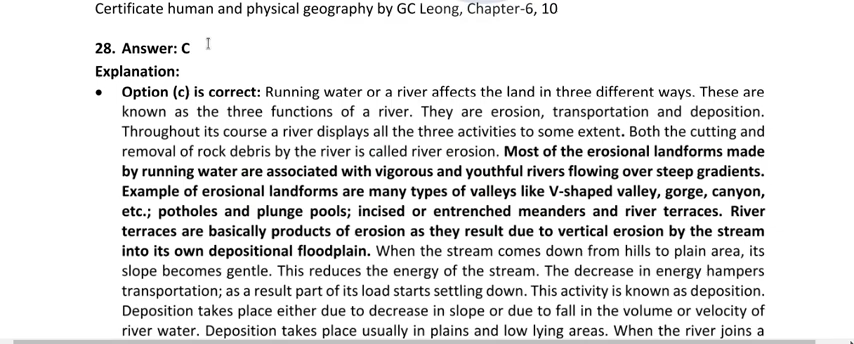 Certificate human and physical geography by GC Leong, Chapter-6, 10
28. Answer: C
Explanation:
• Option (c) is correct: Running water or a river affects the land in three different ways. These are
known as the three functions of a river. They are erosion, transportation and deposition.
Throughout its course a river displays all the three activities to some extent. Both the cutting and
removal of rock debris by the river is called river erosion. Most of the erosional landforms made
by running water are associated with vigorous and youthful rivers flowing over steep gradients.
Example of erosional landforms are many types of valleys like V-shaped valley, gorge, canyon,
etc.; potholes and plunge pools; incised or entrenched meanders and river terraces. River
terraces are basically products of erosion as they result due to vertical erosion by the stream
into its own depositional floodplain. When the stream comes down from hills to plain area, its
slope becomes gentle. This reduces the energy of the stream. The decrease in energy hampers
transportation; as a result part of its load starts settling down. This activity is known as deposition.
Deposition takes place either due to decrease in slope or due to fall in the volume or velocity of
river water. Deposition takes place usually in plains and low lying areas. When the river joins a